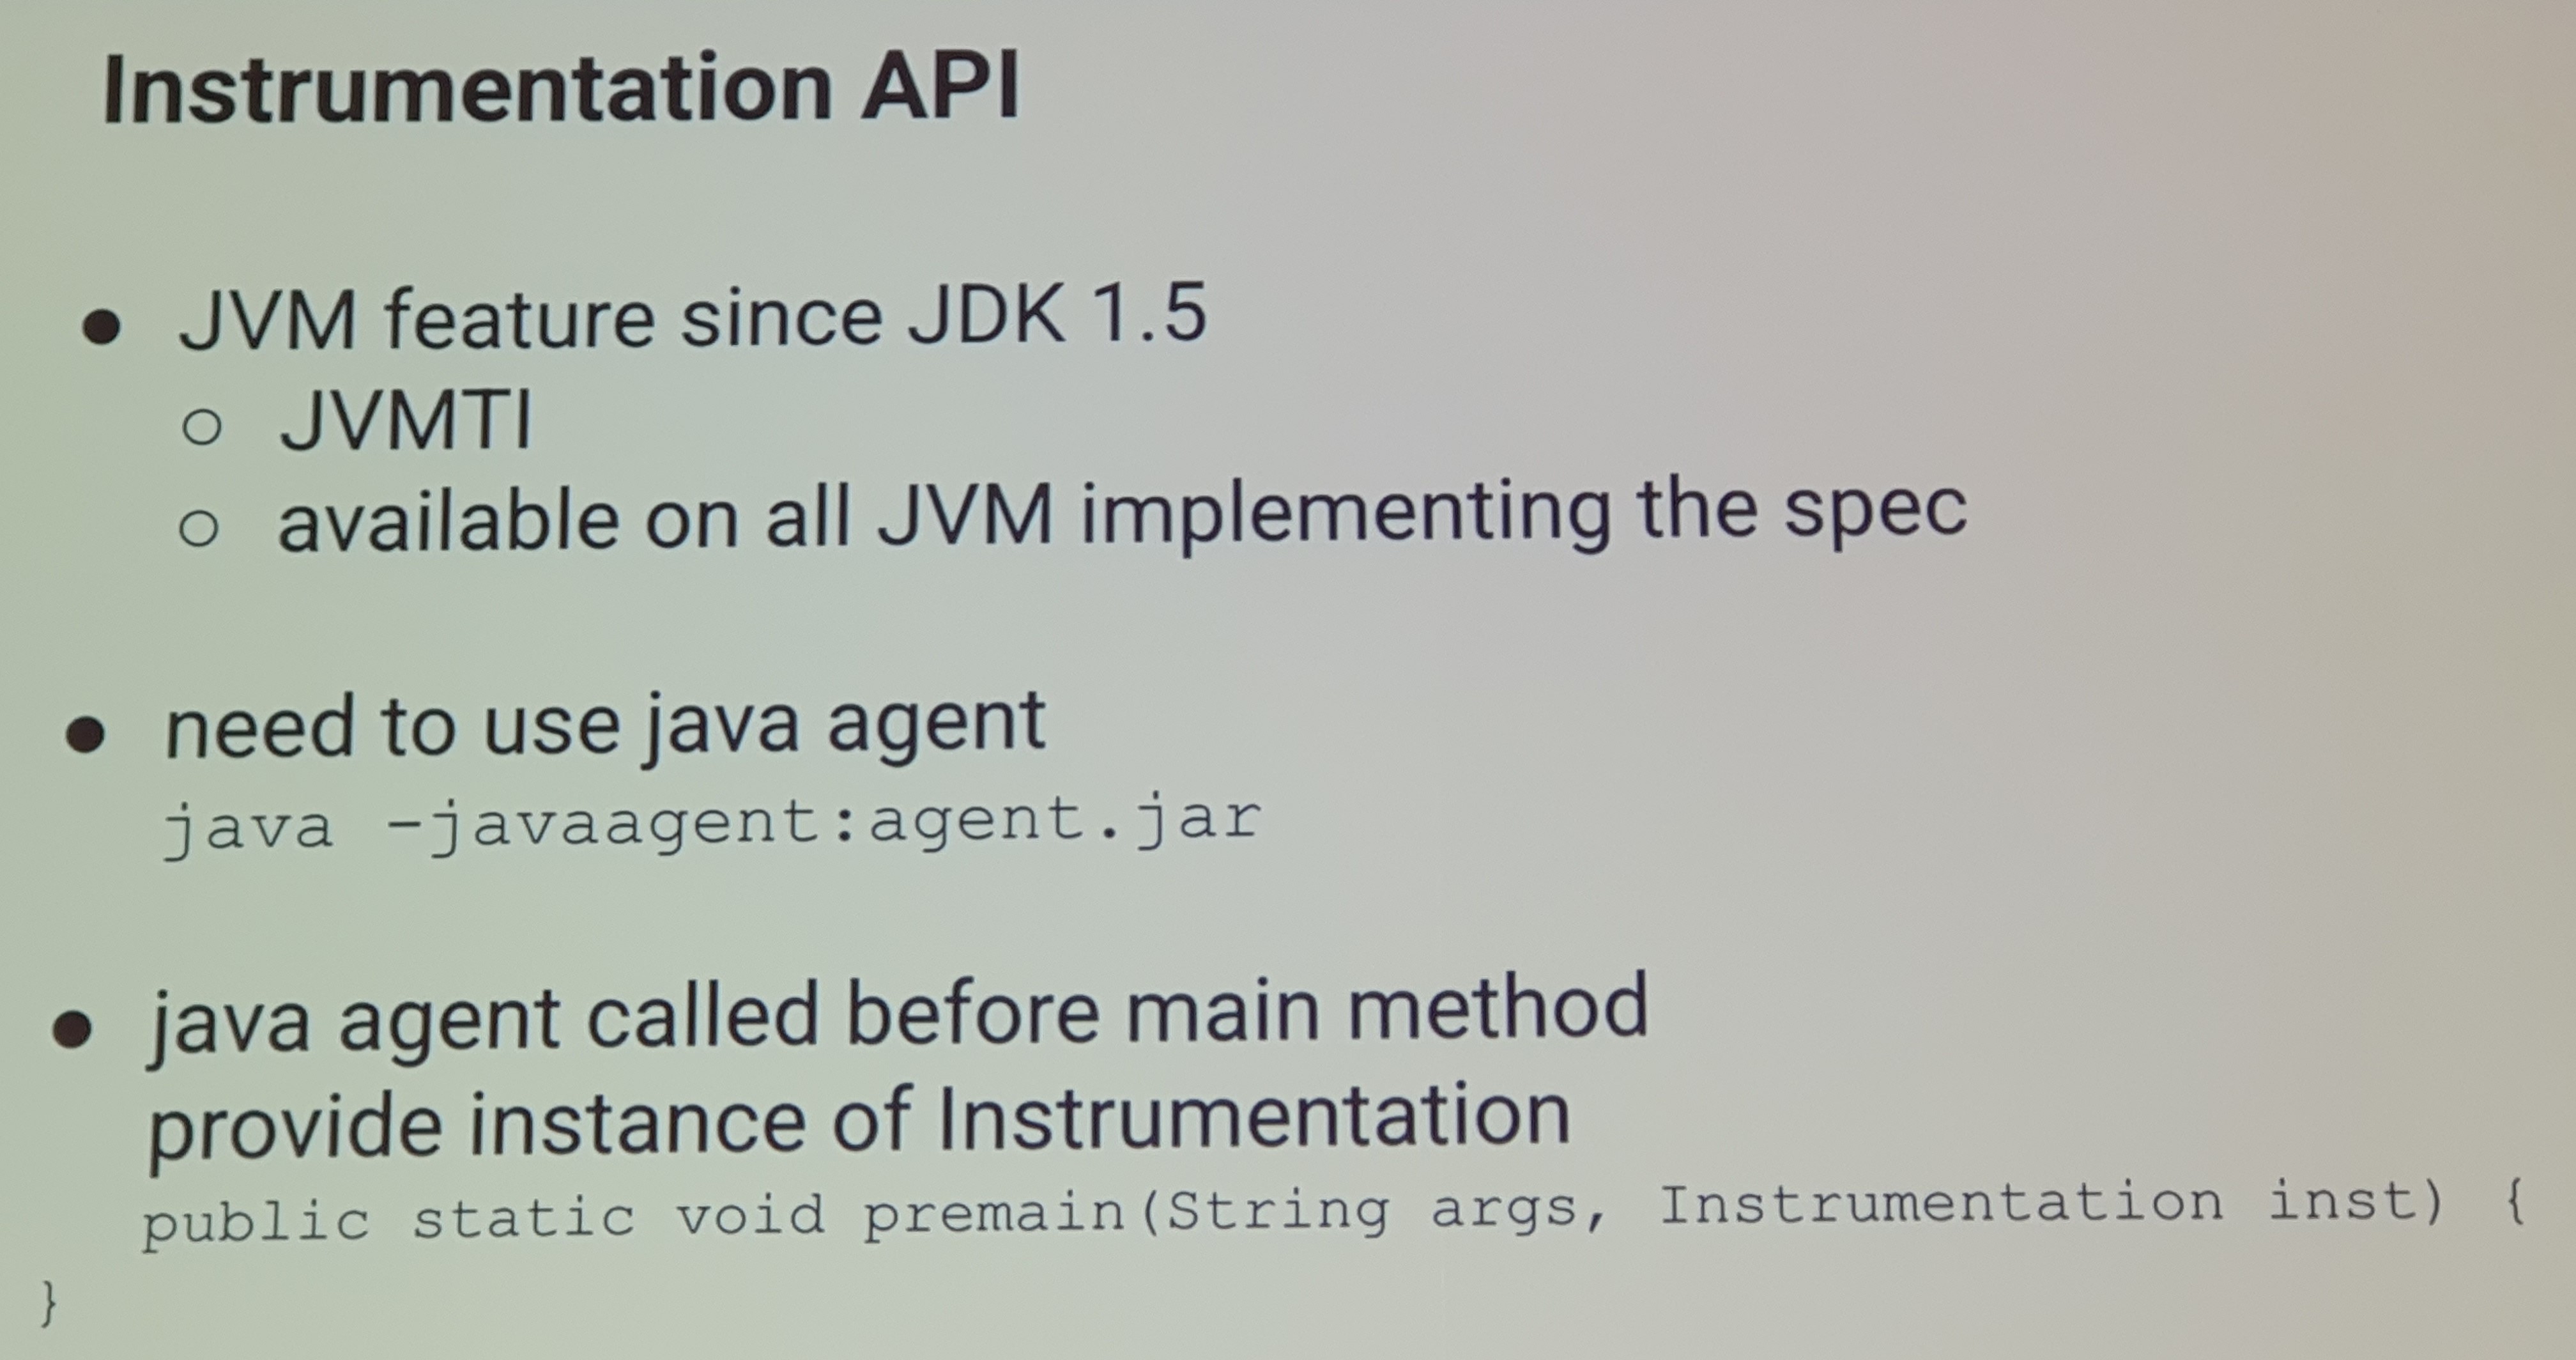 Instrumentation API
● JVM feature since JDK 1.5
○ JVMTI
○ available on all JVM implementing the spec
● need to use java agent
java -javaagent:agent.jar
● java agent called before main method
provide instance of Instrumentation
public static void premain(String args, Instrumentation inst) {
}